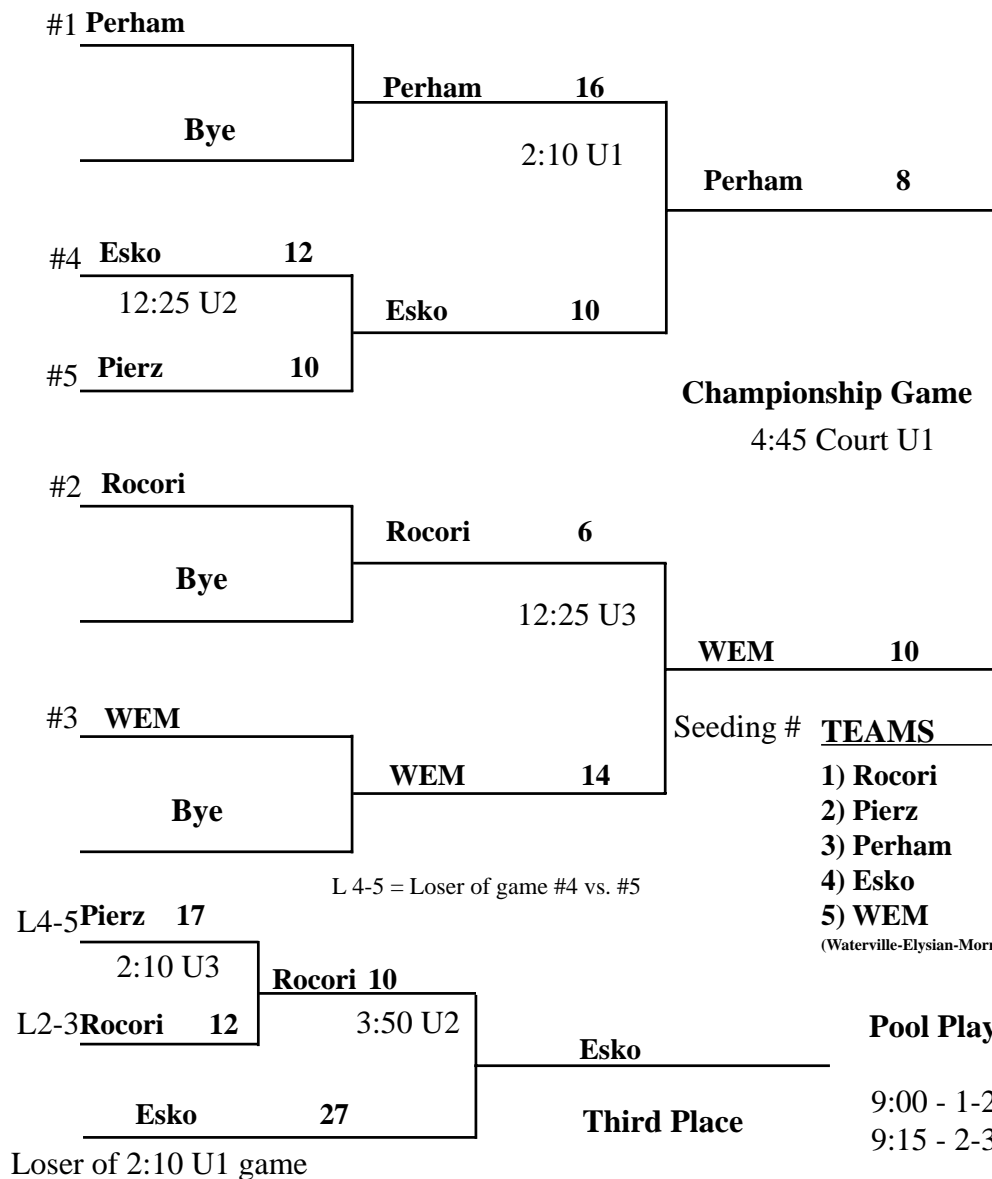 #1 Perham
Perham 16
Bye
2:10 U1
Perham 8
#4 Esko 12
12:25 U2
Esko 10
#5 Pierz 10
Championship Game
4:45 Court U1
#2 Rocori
Rocori 6
Bye
12:25 U3
WEM 10
#3 WEM
Seeding # TEAMS
WEM 14
1) Rocori
Bye
2) Pierz
3) Perham
L 4-5 = Loser of game #4 vs. #5
4) Esko
5) WEM
L4-5 Pierz 17
(Waterville-Elysian-Morr
2:10 U3
Rocori 10
L2-3 Rocori 12
3:50 U2
Pool Play
Esko
Esko 27
Third Place
9:00 - 1-2
9:15 - 2-3
Loser of 2:10 U1 game